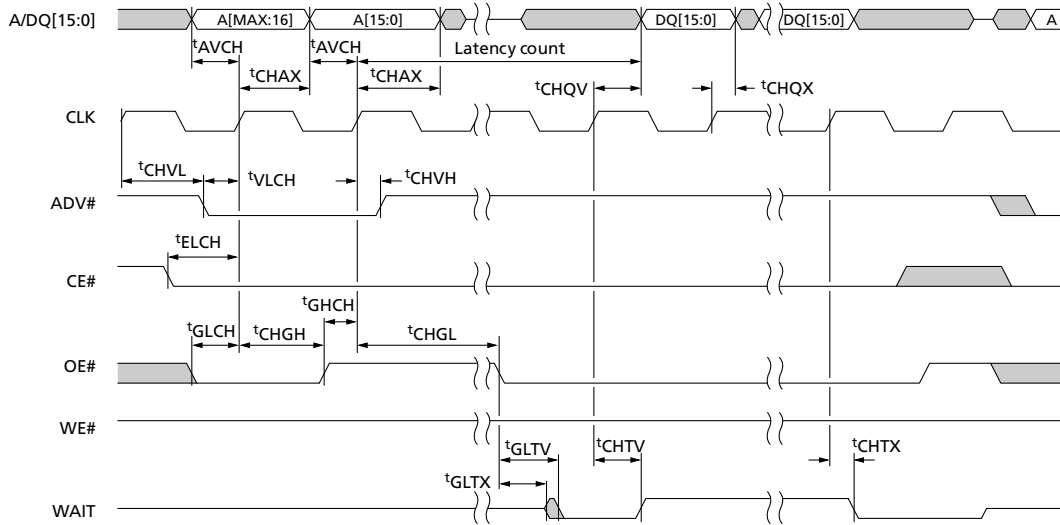 A/DQ[15:0] A[MAX:16] A[15:0] DQ[15:0] DQ[15:0] A
tAVCH tAVCH Latency count
tCHAX tCHAX tCHQV tCHQX
CLK
tCHVL tVLCH tCHVH
ADV#
tELCH
CE#
tGHCH
tGLCH tCHGH tCHGL
OE#
WE#
tGLTV tCHTV tCHTX
tGLTX
WAIT